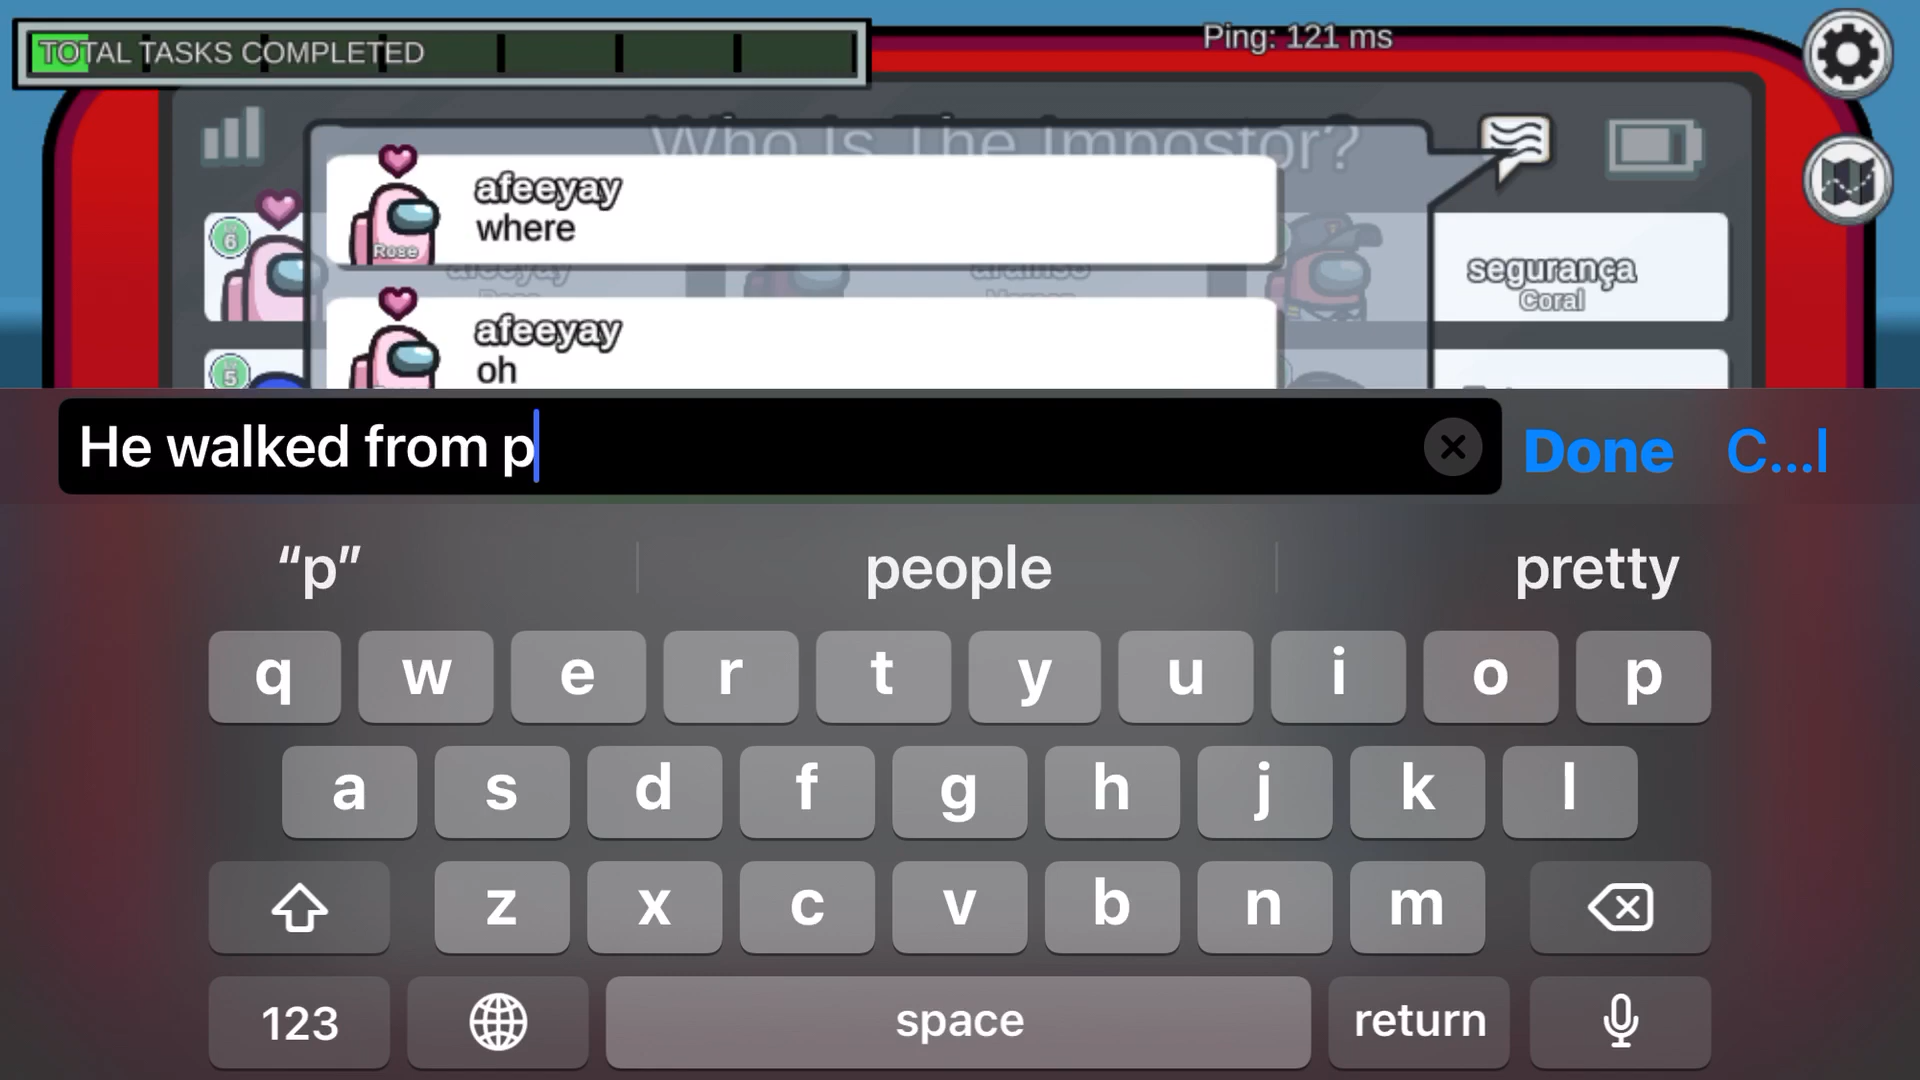 TOTAL TASKS COMPLETED
Ping: 121 ms
Who Is The Impostor?
afeeyay
where
Rose
6
afeeyay
segurança
Coral
afeeyay
oh
5
He walked from p
Done C...l
“p” people pretty
q w e r t y u i o p
a s d f g h j k l
z x c v b n m
123 space return